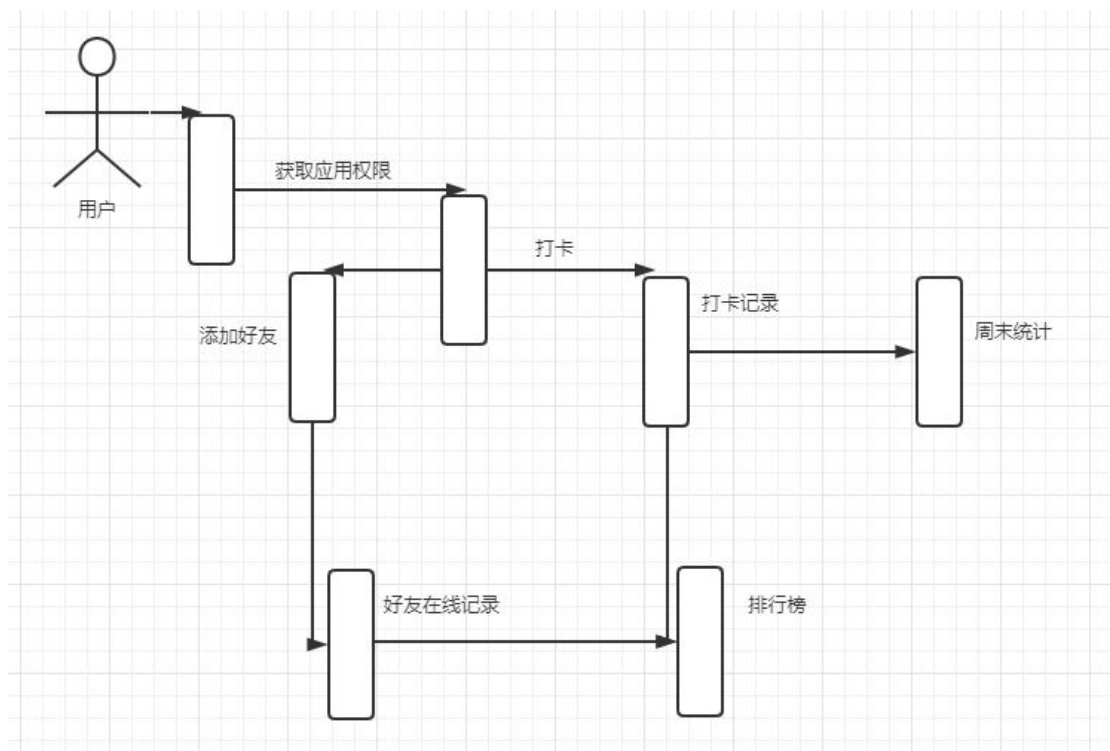 获取应用权限
用户
打卡
打卡记录
添加好友
周末统计
好友在线记录
排行榜